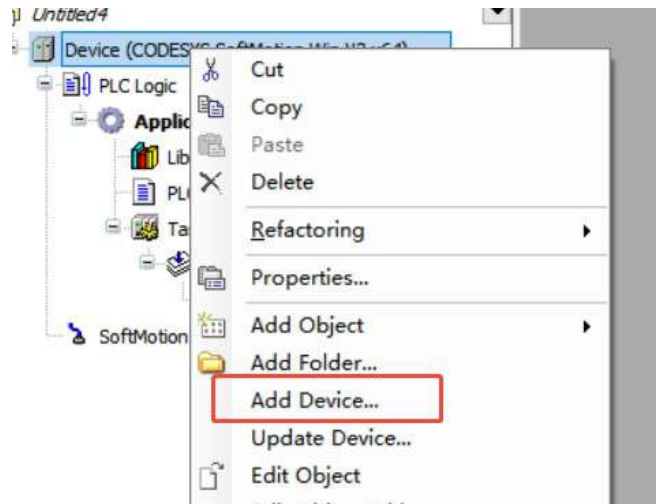 Untitled4
Device (CODESYS SoftMotion Win V3 x64)
PLC Logic
Applic
Lib
PL
Ta
SoftMotion
Cut
Copy
Paste
Delete
Refactoring
Properties...
Add Object
Add Folder...
Add Device...
Update Device...
Edit Object